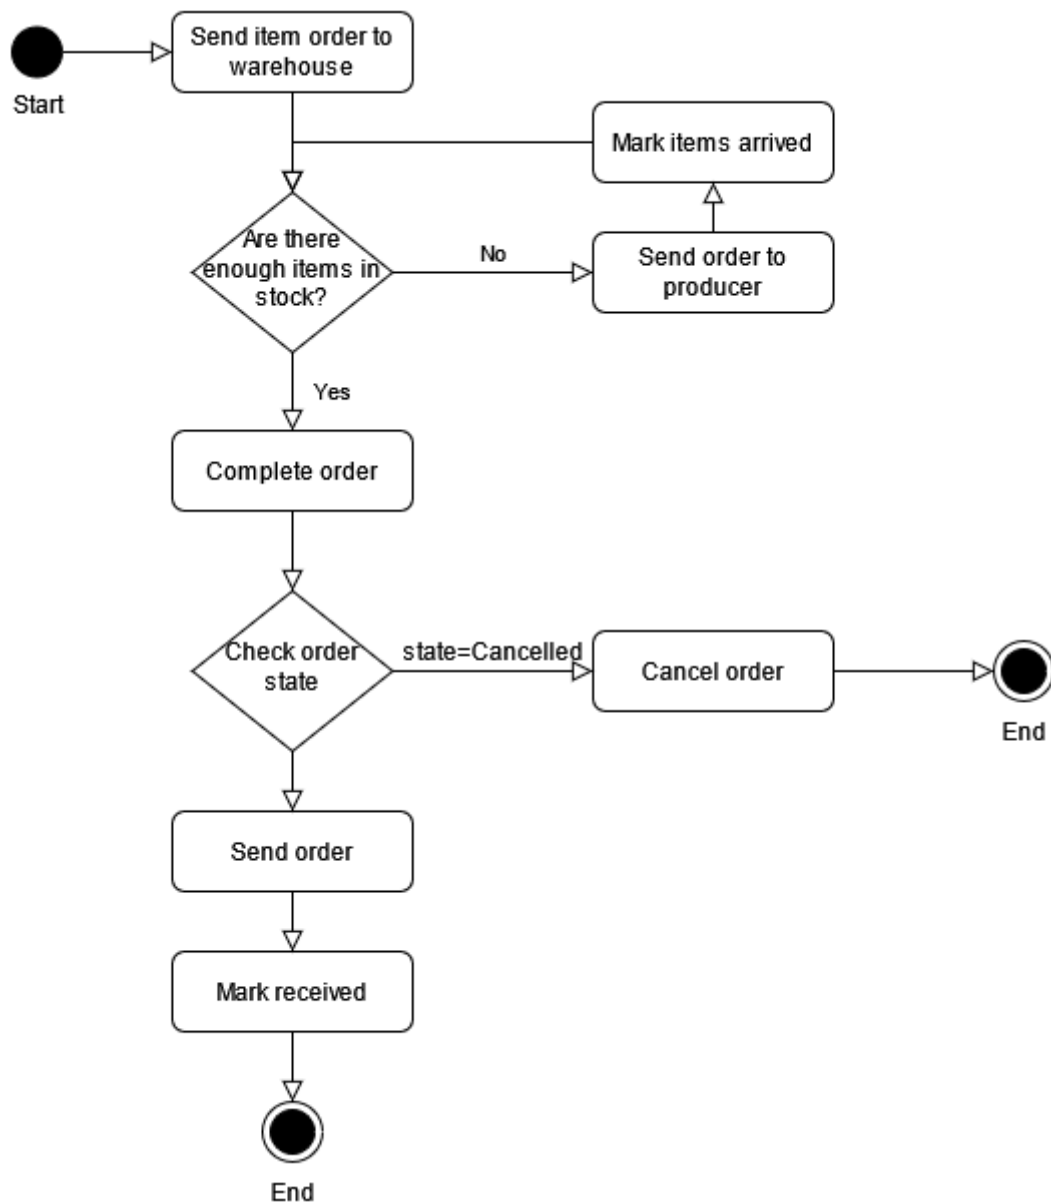 Send item order to
warehouse
Start
Mark items arrived
Are there
enough items in
stock?
No
Send order to
producer
Yes
Complete order
Check order
state
state=Cancelled
Cancel order
End
Send order
Mark received
End